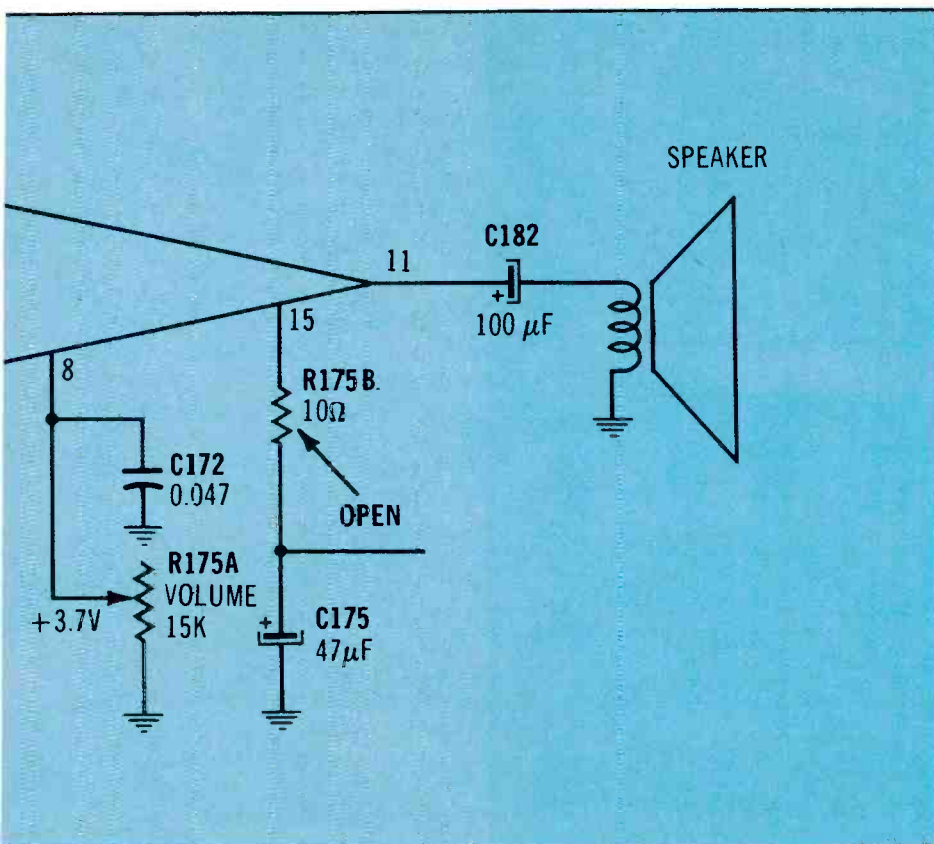 SPEAKER
C182
11
+
100 µF
15
8
R175B.
10Ω
C172
0.047
OPEN
R175A
VOLUME
15K
+3.7V
+
C175
47µF